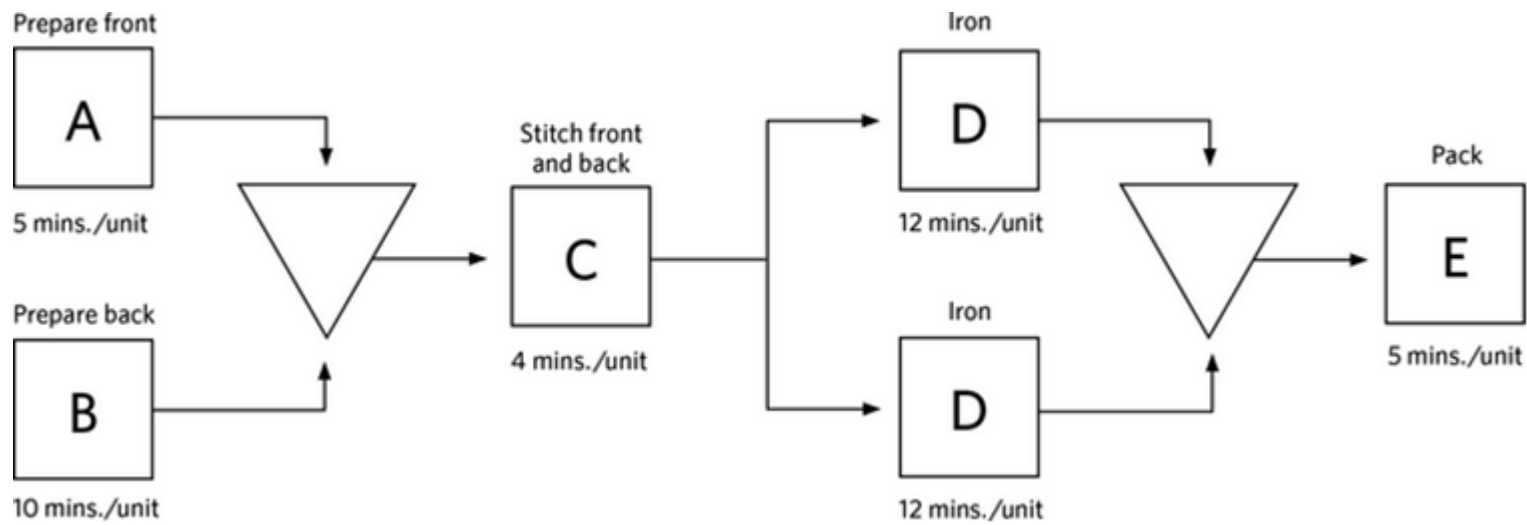 Prepare front
A
5 mins./unit
Prepare back
B
10 mins./unit
Stitch front
and back
C
4 mins./unit
Iron
D
12 mins./unit
Iron
D
12 mins./unit
Pack
E
5 mins./unit